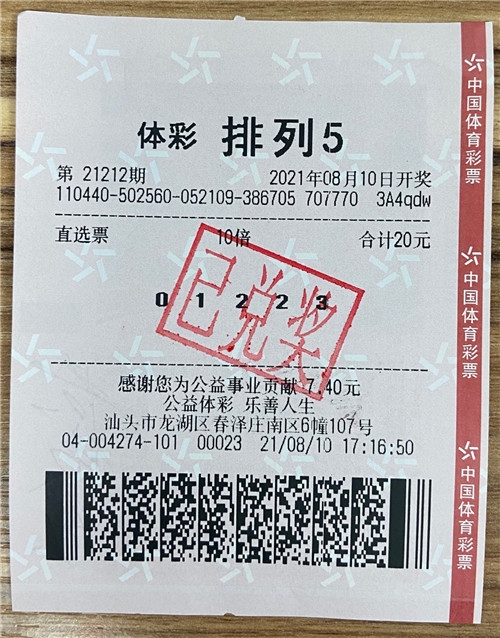 体彩 排列5
第 21212期 2021年08月10日开奖
110440-502560-052109-386705 707770 3A4qdw
直选票 10倍 合计20元
0 1 2 2 3
已兑奖
感谢您为公益事业贡献 7.40元
公益体彩 乐善人生
汕头市龙湖区春泽庄南区6幢107号
04-004274-101 00023 21/08/10 17:16:50
中国体育彩票
中国体育彩票
中国体育彩票